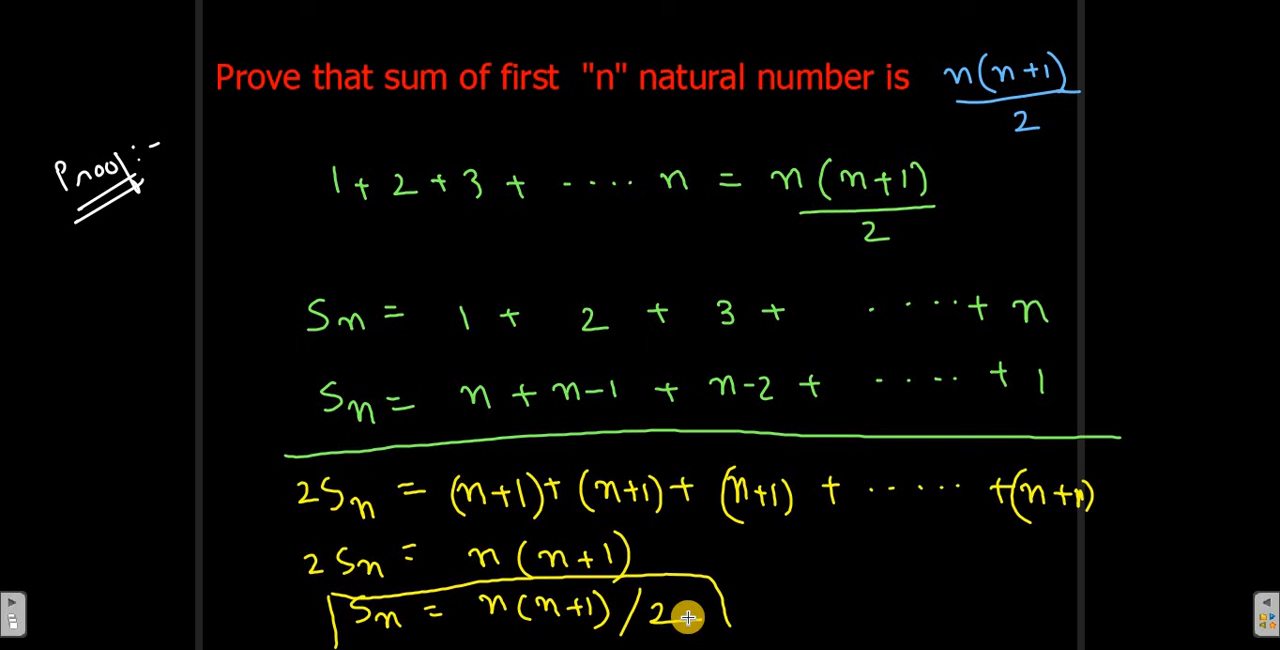 Prove that sum of first "n" natural number is n(n+1)/2
Proof:-
1 + 2 + 3 + ..... n = n(n+1)/2
Sn = 1 + 2 + 3 + ..... + n
Sn = n + n-1 + n-2 + ..... + 1
2Sn = (n+1)+ (n+1)+ (n+1) + ...... +(n+1)
2Sn = n(n+1)
Sn = n(n+1)/2